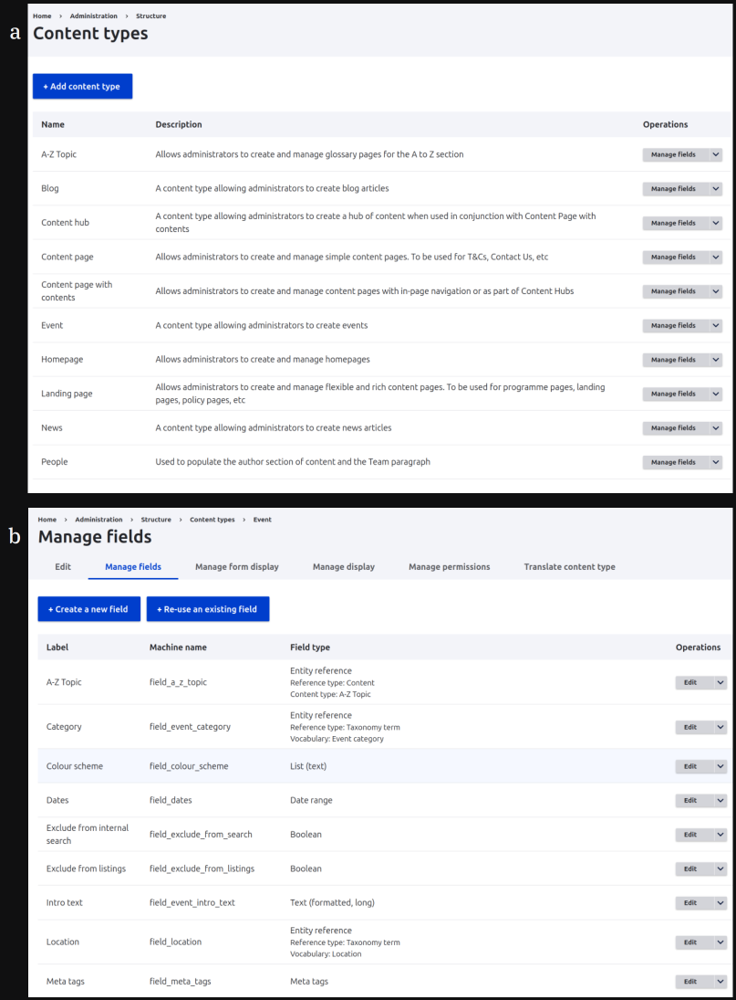 a
Home > Administration > Structure
Content types
+ Add content type
Name Description Operations
A-Z Topic Allows administrators to create and manage glossary pages for the A to Z section Manage fields
Blog A content type allowing administrators to create blog articles Manage fields
Content hub A content type allowing administrators to create a hub of content when used in conjunction with Content Page with
contents Manage fields
Content page Allows administrators to create and manage simple content pages. To be used for T&Cs, Contact Us, etc Manage fields
Content page with
contents Allows administrators to create and manage content pages with in-page navigation or as part of Content Hubs Manage fields
Event A content type allowing administrators to create events Manage fields
Homepage Allows administrators to create and manage homepages Manage fields
Landing page Allows administrators to create and manage flexible and rich content pages. To be used for programme pages, landing
pages, policy pages, etc Manage fields
News A content type allowing administrators to create news articles Manage fields
People Used to populate the author section of content and the Team paragraph Manage fields
b
Home > Administration > Structure > Content types > Event
Manage fields
Edit Manage fields Manage form display Manage display Manage permissions Translate content type
+ Create a new field + Re-use an existing field
Label Machine name Field type Operations
A-Z Topic field_a_z_topic Entity reference
Reference type: Content
Content type: A-Z Topic Edit
Category field_event_category Entity reference
Reference type: Taxonomy term
Vocabulary: Event category Edit
Colour scheme field_colour_scheme List (text) Edit
Dates field_dates Date range Edit
Exclude from internal
search field_exclude_from_search Boolean Edit
Exclude from listings field_exclude_from_listings Boolean Edit
Intro text field_event_intro_text Text (formatted, long) Edit
Location field_location Entity reference
Reference type: Taxonomy term
Vocabulary: Location Edit
Meta tags field_meta_tags Meta tags Edit